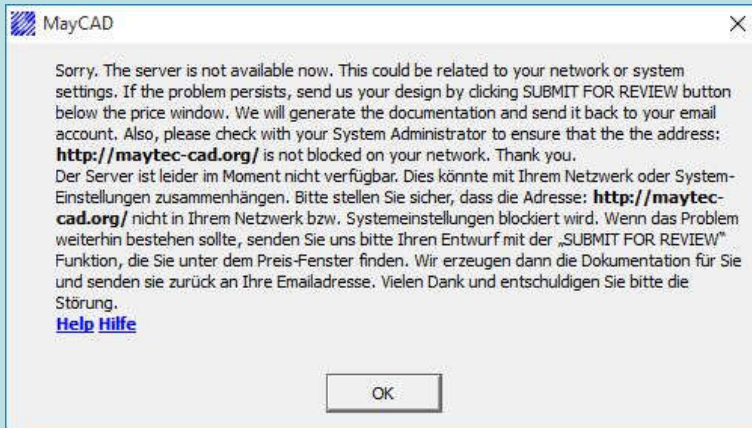 MayCAD
Sorry. The server is not available now. This could be related to your network or system
settings. If the problem persists, send us your design by clicking SUBMIT FOR REVIEW button
below the price window. We will generate the documentation and send it back to your email
account. Also, please check with your System Administrator to ensure that the the address:
http://maytec-cad.org/ is not blocked on your network. Thank you.
Der Server ist leider im Moment nicht verfügbar. Dies könnte mit Ihrem Netzwerk oder System-
Einstellungen zusammenhängen. Bitte stellen Sie sicher, dass die Adresse: http://maytec-
cad.org/ nicht in Ihrem Netzwerk bzw. Systemeinstellungen blockiert wird. Wenn das Problem
weiterhin bestehen sollte, senden Sie uns bitte Ihren Entwurf mit der „SUBMIT FOR REVIEW“
Funktion, die Sie unter dem Preis-Fenster finden. Wir erzeugen dann die Dokumentation für Sie
und senden sie zurück an Ihre Emailadresse. Vielen Dank und entschuldigen Sie bitte die
Störung.
Help Hilfe
OK